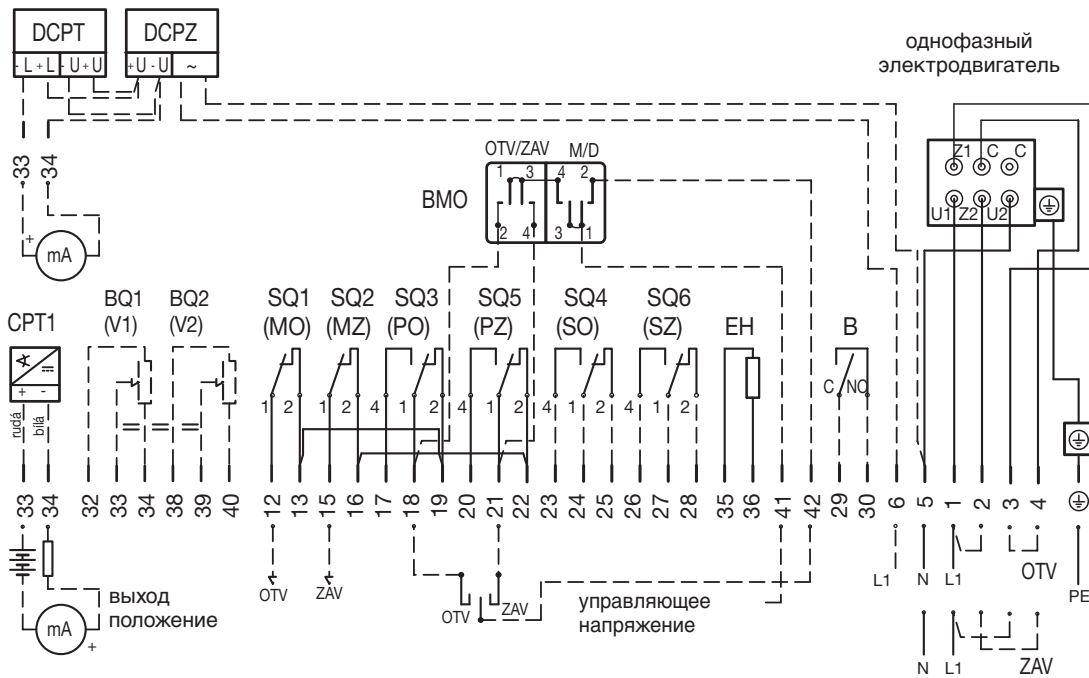 DCPT DCPZ
- L + L - U + U +U - U ~
однофазный
электродвигатель
33 34
+ mA
OTV/ZAV M/D
1 3 4 2
BMO
2 4 3 1
Z1 C C
U1 Z2 U2
CPT1
BQ1 BQ2 SQ1 SQ2 SQ3 SQ5 SQ4 SQ6 EH B
(V1) (V2) (MO) (MZ) (PO) (PZ) (SO) (SZ)
C NO
+ -
rudá bílá
1 2 1 2 4 1 2 4 1 2 4 1 2 4 1 2
33 34 32 33 34 38 39 40 12 13 15 16 17 18 19 20 21 22 23 24 25 26 27 28 35 36 41 42 29 30 6 5 1 2 3 4
выход
положение
mA +
OTV ZAV
OTV ZAV
управляющее
напряжение
L1 N L1 OTV PE
N L1 ZAV